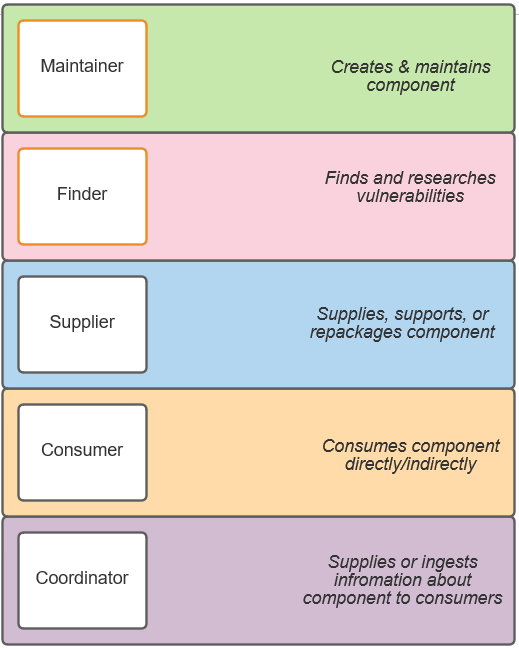 Maintainer
Creates & maintains
component
Finder
Finds and researches
vulnerabilities
Supplier
Supplies, supports, or
repackages component
Consumer
Consumes component
directly/indirectly
Coordinator
Supplies or ingests
infromation about
component to consumers